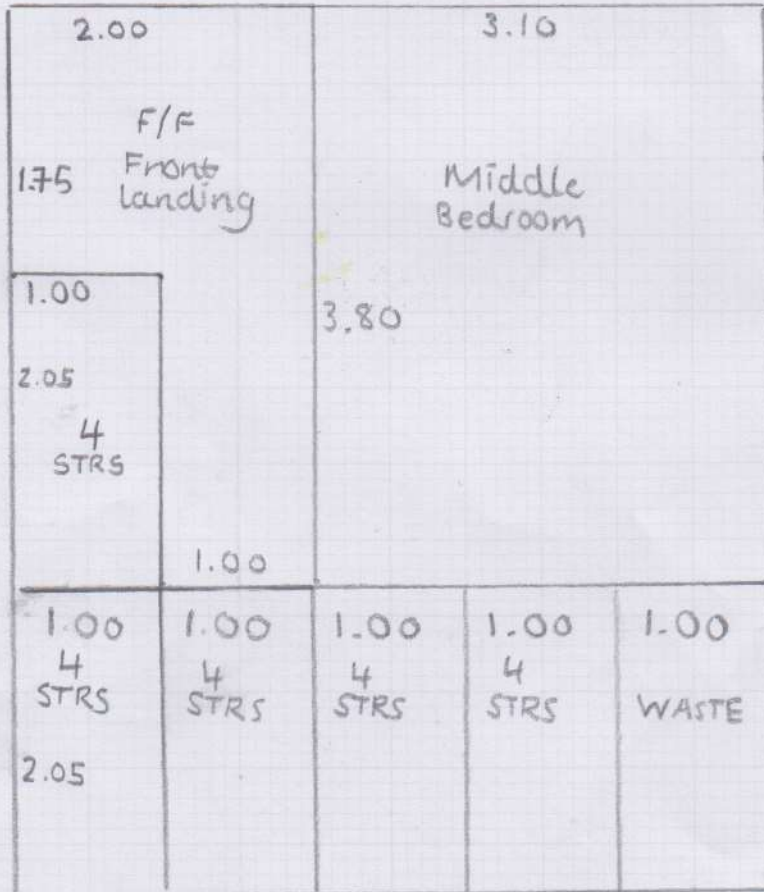 2.00
3.10
F/F
Front
landing
1.75
Middle
Bedroom
1.00
3.80
2.05
4
STRS
1.00
1.00
4
STRS
2.05
1.00
4
STRS
1.00
4
STRS
1.00
4
STRS
1.00
WASTE